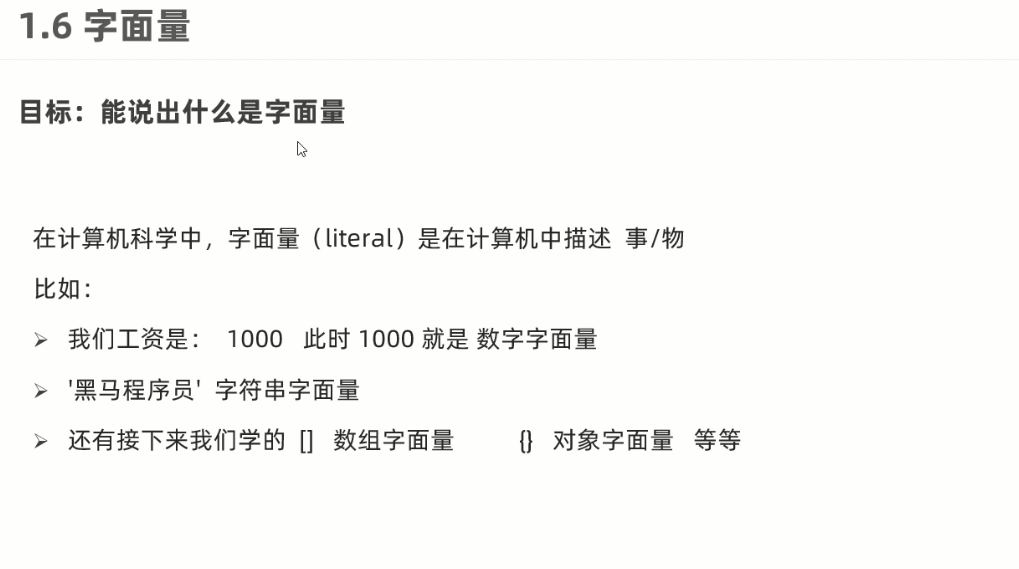 1.6 字面量
目标：能说出什么是字面量
在计算机科学中，字面量（literal）是在计算机中描述 事/物
比如：
➢ 我们工资是： 1000 此时 1000 就是 数字字面量
➢ '黑马程序员' 字符串字面量
➢ 还有接下来我们学的 [] 数组字面量 {} 对象字面量 等等